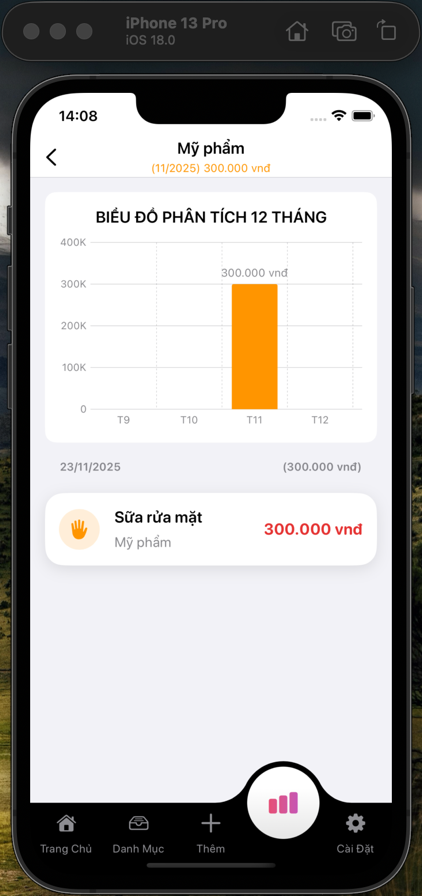 iPhone 13 Pro
iOS 18.0
14:08
Mỹ phẩm
(11/2025) 300.000 vnđ
BIỂU ĐỒ PHÂN TÍCH 12 THÁNG
400K
300.000 vnđ
300K
200K
100K
0
T9 T10 T11 T12
23/11/2025 (300.000 vnđ)
Sữa rửa mặt
300.000 vnđ
Mỹ phẩm
Trang Chủ Danh Mục Thêm Cài Đặt